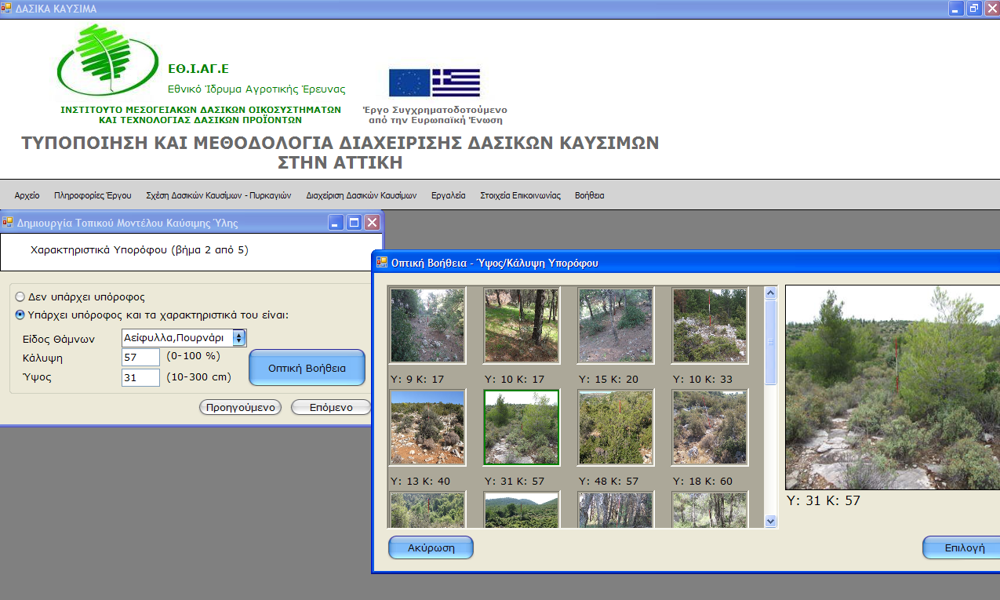 ΔΑΣΙΚΑ ΚΑΥΣΙΜΑ
ΕΘ.Ι.ΑΓ.Ε
Εθνικό Ίδρυμα Αγροτικής Έρευνας
ΙΝΣΤΙΤΟΥΤΟ ΜΕΣΟΓΕΙΑΚΩΝ ΔΑΣΙΚΩΝ ΟΙΚΟΣΥΣΤΗΜΑΤΩΝ
ΚΑΙ ΤΕΧΝΟΛΟΓΙΑΣ ΔΑΣΙΚΩΝ ΠΡΟΪΟΝΤΩΝ
Έργο Συγχρηματοδοτούμενο
από την Ευρωπαϊκή Ένωση
ΤΥΠΟΠΟΙΗΣΗ ΚΑΙ ΜΕΘΟΔΟΛΟΓΙΑ ΔΙΑΧΕΙΡΙΣΗΣ ΔΑΣΙΚΩΝ ΚΑΥΣΙΜΩΝ
ΣΤΗΝ ΑΤΤΙΚΗ
Αρχείο Πληροφορίες Έργου Σχέση Δασικών Καυσίμων - Πυρκαγιών Διαχείριση Δασικών Καυσίμων Εργαλεία Στοιχεία Επικοινωνίας Βοήθεια
Δημιουργία Τοπικού Μοντέλου Καύσιμης Ύλης
Χαρακτηριστικά Υπορόφου (βήμα 2 από 5)
Δεν υπάρχει υπόροφος
Υπάρχει υπόροφος και τα χαρακτηριστικά του είναι:
Είδος Θάμνων Αείφυλλα,Πουρνάρι
Κάλυψη 57 (0-100 %)
Ύψος 31 (10-300 cm)
Οπτική Βοήθεια
Προηγούμενο Επόμενο
Οπτική Βοήθεια - Ύψος/Κάλυψη Υπορόφου
Υ: 9 Κ: 17 Υ: 10 Κ: 17 Υ: 15 Κ: 20 Υ: 10 Κ: 33
Υ: 13 Κ: 40 Υ: 31 Κ: 57 Υ: 48 Κ: 57 Υ: 18 Κ: 60
Υ: 31 Κ: 57
Ακύρωση Επιλογή